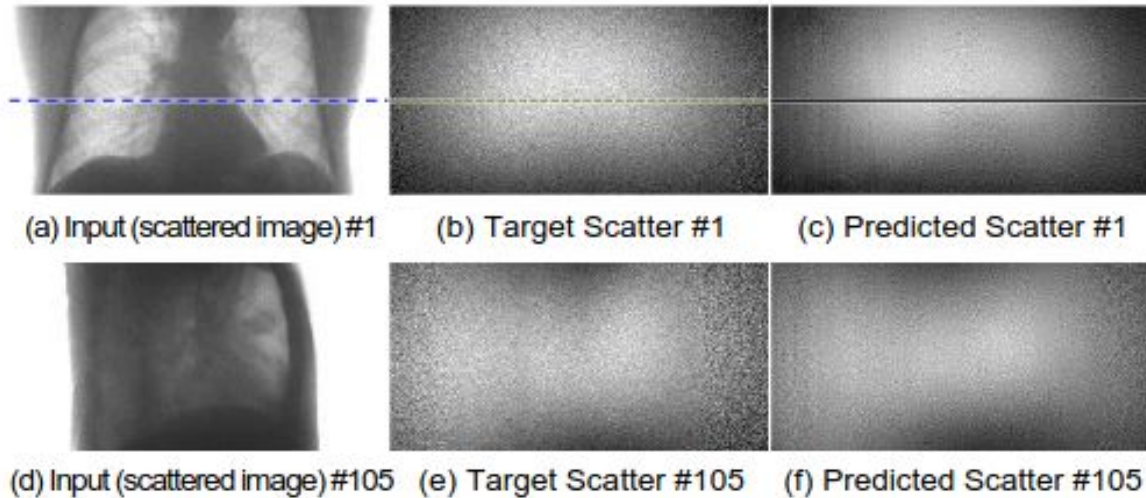 (a) Input (scattered image) #1 (b) Target Scatter #1 (c) Predicted Scatter #1
(d) Input (scattered image) #105 (e) Target Scatter #105 (f) Predicted Scatter #105